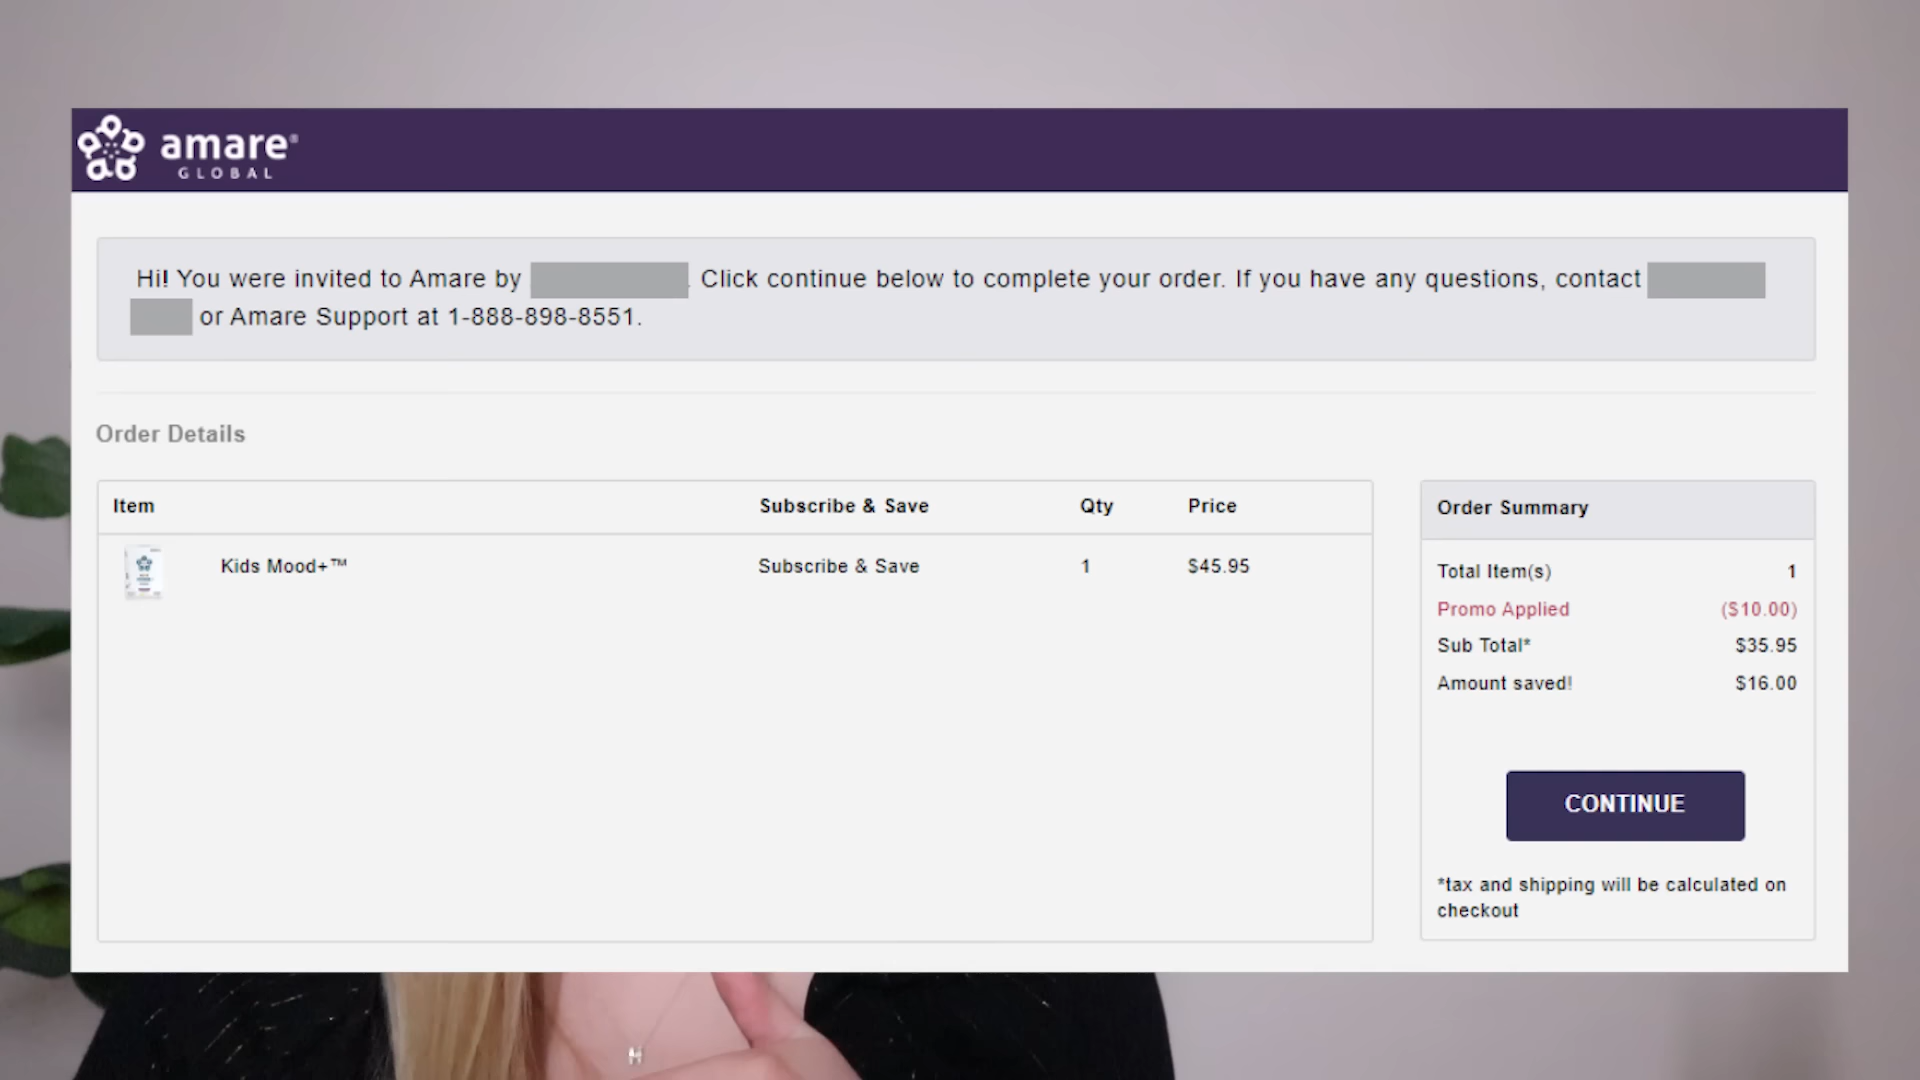 amare®
GLOBAL
Hi! You were invited to Amare by . Click continue below to complete your order. If you have any questions, contact
or Amare Support at 1-888-898-8551.
Order Details
Item Subscribe & Save Qty Price
Kids Mood+™ Subscribe & Save 1 $45.95
Order Summary
Total Item(s) 1
Promo Applied ($10.00)
Sub Total* $35.95
Amount saved! $16.00
CONTINUE
*tax and shipping will be calculated on
checkout
H